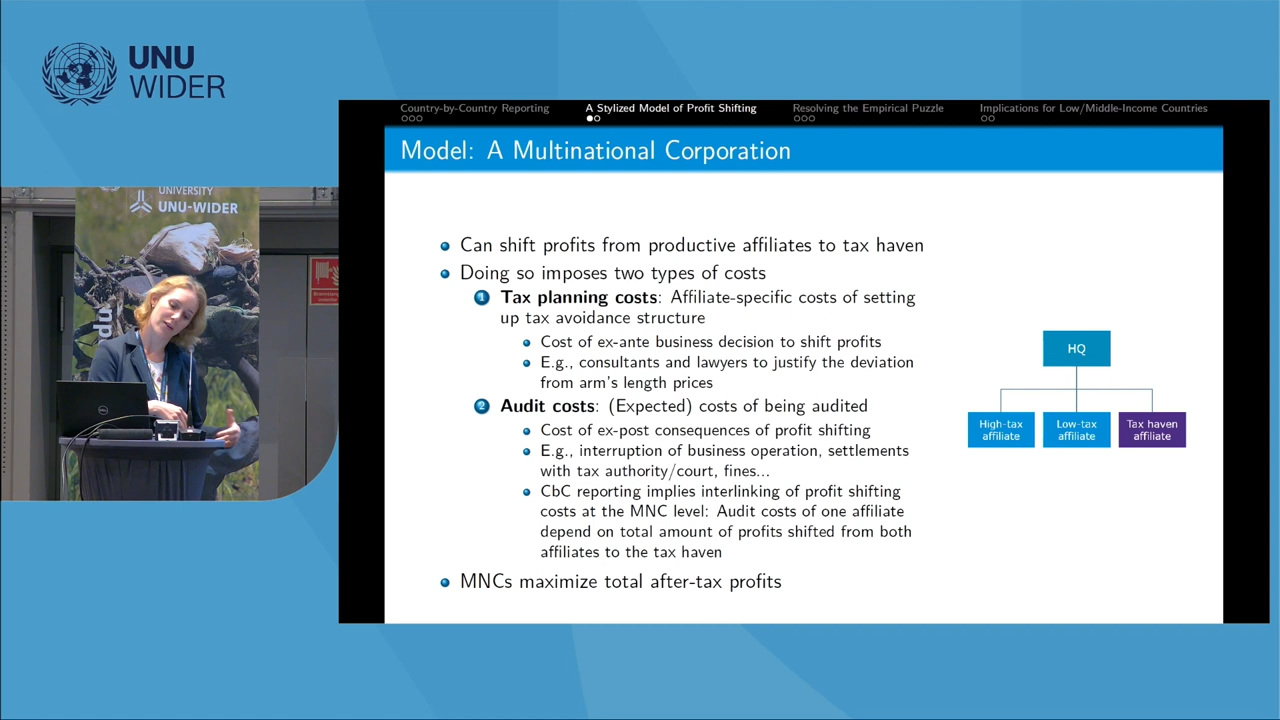 UNU
WIDER
UNIVERSITY
UNU-WIDER
Country-by-Country Reporting
A Stylized Model of Profit Shifting
Resolving the Empirical Puzzle
Implications for Low/Middle-Income Countries
Model: A Multinational Corporation
Can shift profits from productive affiliates to tax haven
Doing so imposes two types of costs
1 Tax planning costs: Affiliate-specific costs of setting
up tax avoidance structure
Cost of ex-ante business decision to shift profits
E.g., consultants and lawyers to justify the deviation
from arm's length prices
2 Audit costs: (Expected) costs of being audited
Cost of ex-post consequences of profit shifting
E.g., interruption of business operation, settlements
with tax authority/court, fines...
CbC reporting implies interlinking of profit shifting
costs at the MNC level: Audit costs of one affiliate
depend on total amount of profits shifted from both
affiliates to the tax haven
MNCs maximize total after-tax profits
HQ
High-tax
affiliate
Low-tax
affiliate
Tax haven
affiliate